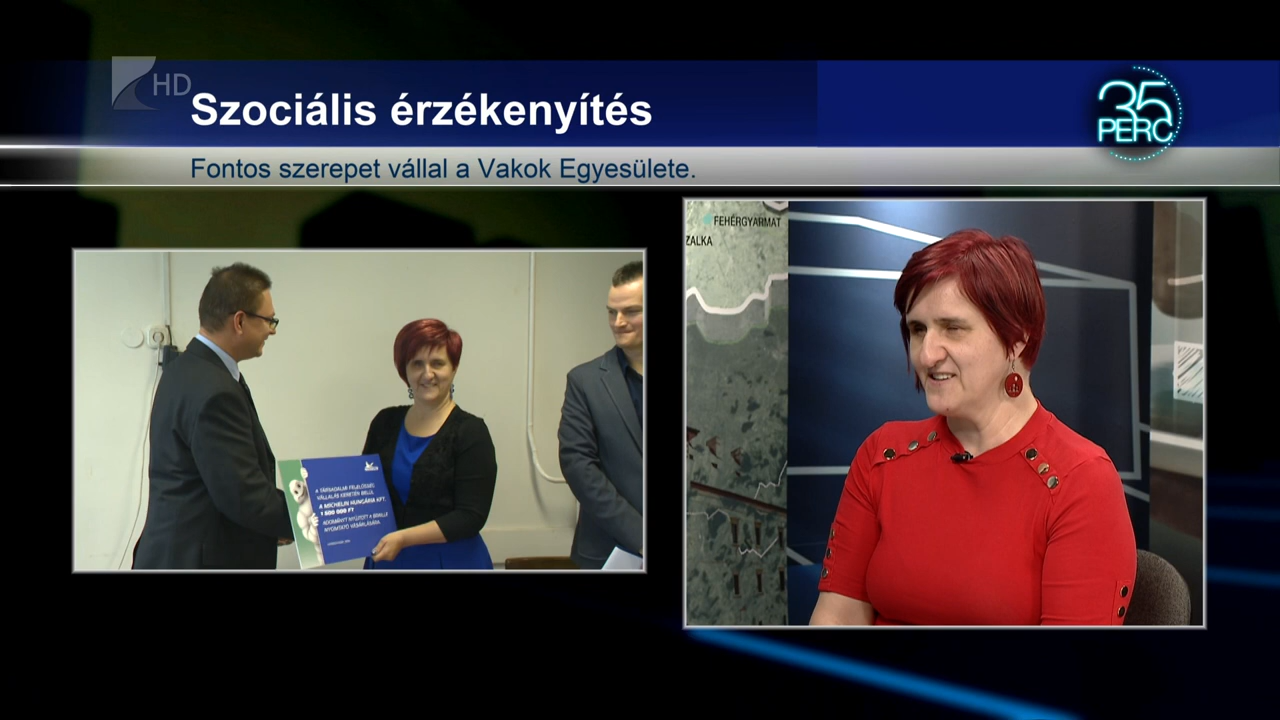 HD
Szociális érzékenyítés
35
PERC
Fontos szerepet vállal a Vakok Egyesülete.
FEHÉRGYARMAT
ZALKA
A TÁRSADALMI FELELŐSSÉG
VÁLLALÁS KERETÉN BELÜL
A MICHELIN HUNGÁRIA KFT.
1 500 000 FT
ADOMÁNYT NYÚJTOTT A BRAILLE
NYOMTATÓ VÁSÁRLÁSÁRA.